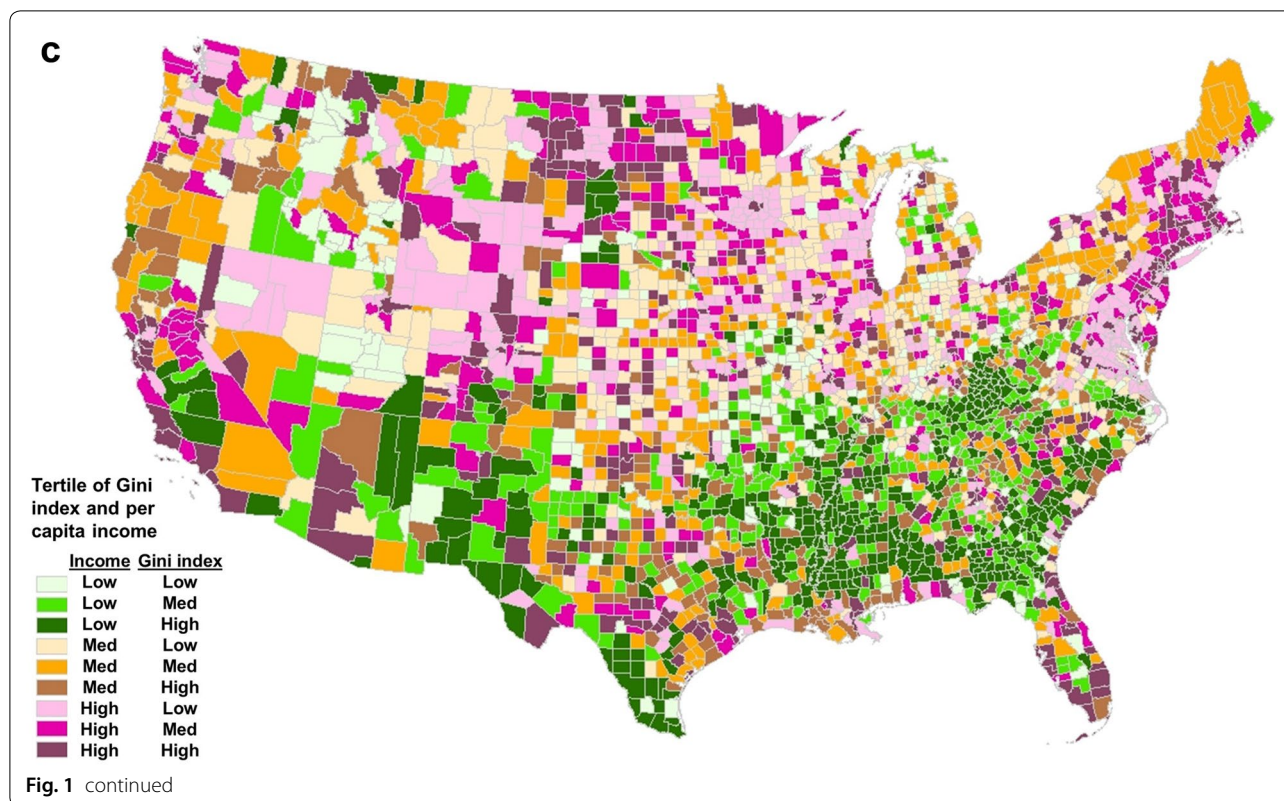 c
Tertile of Gini
index and per
capita income
Income Gini index
Low Low
Low Med
Low High
Med Low
Med Med
Med High
High Low
High Med
High High
Fig. 1 continued